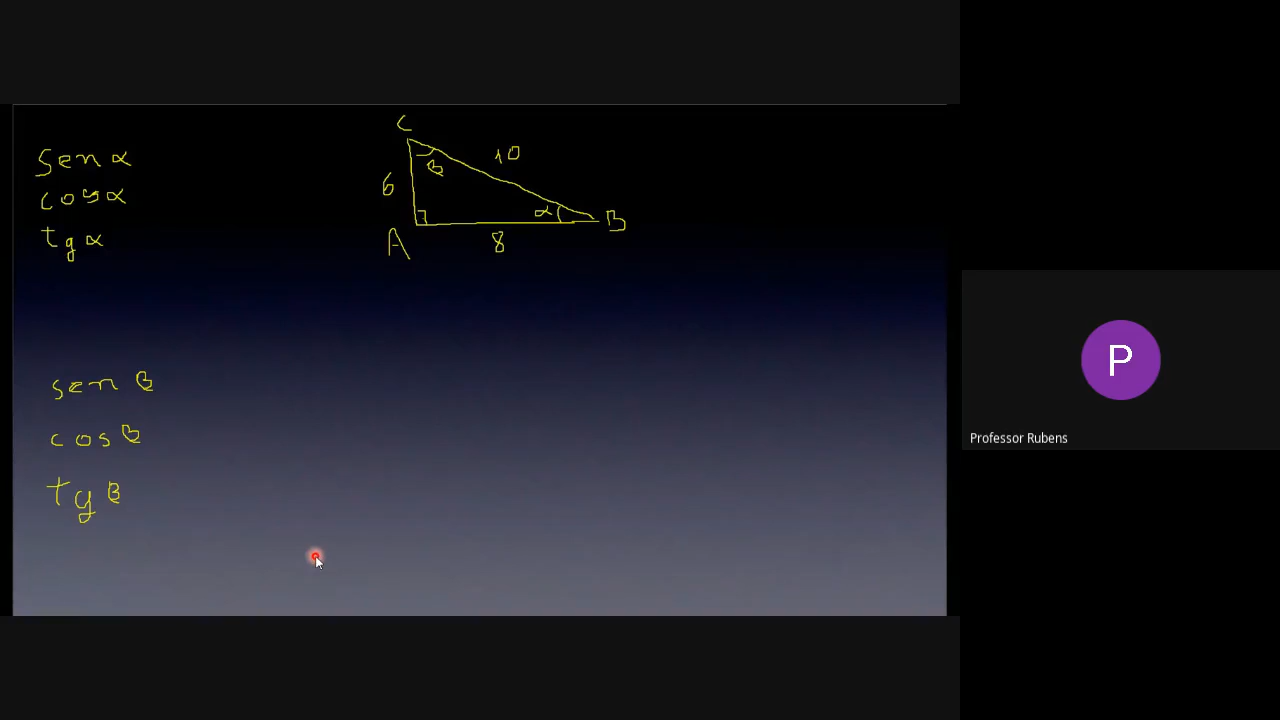 sen α
cos α
tg α
C
10
β
6
α
B
A
8
sen β
cos β
tg β
P
Professor Rubens